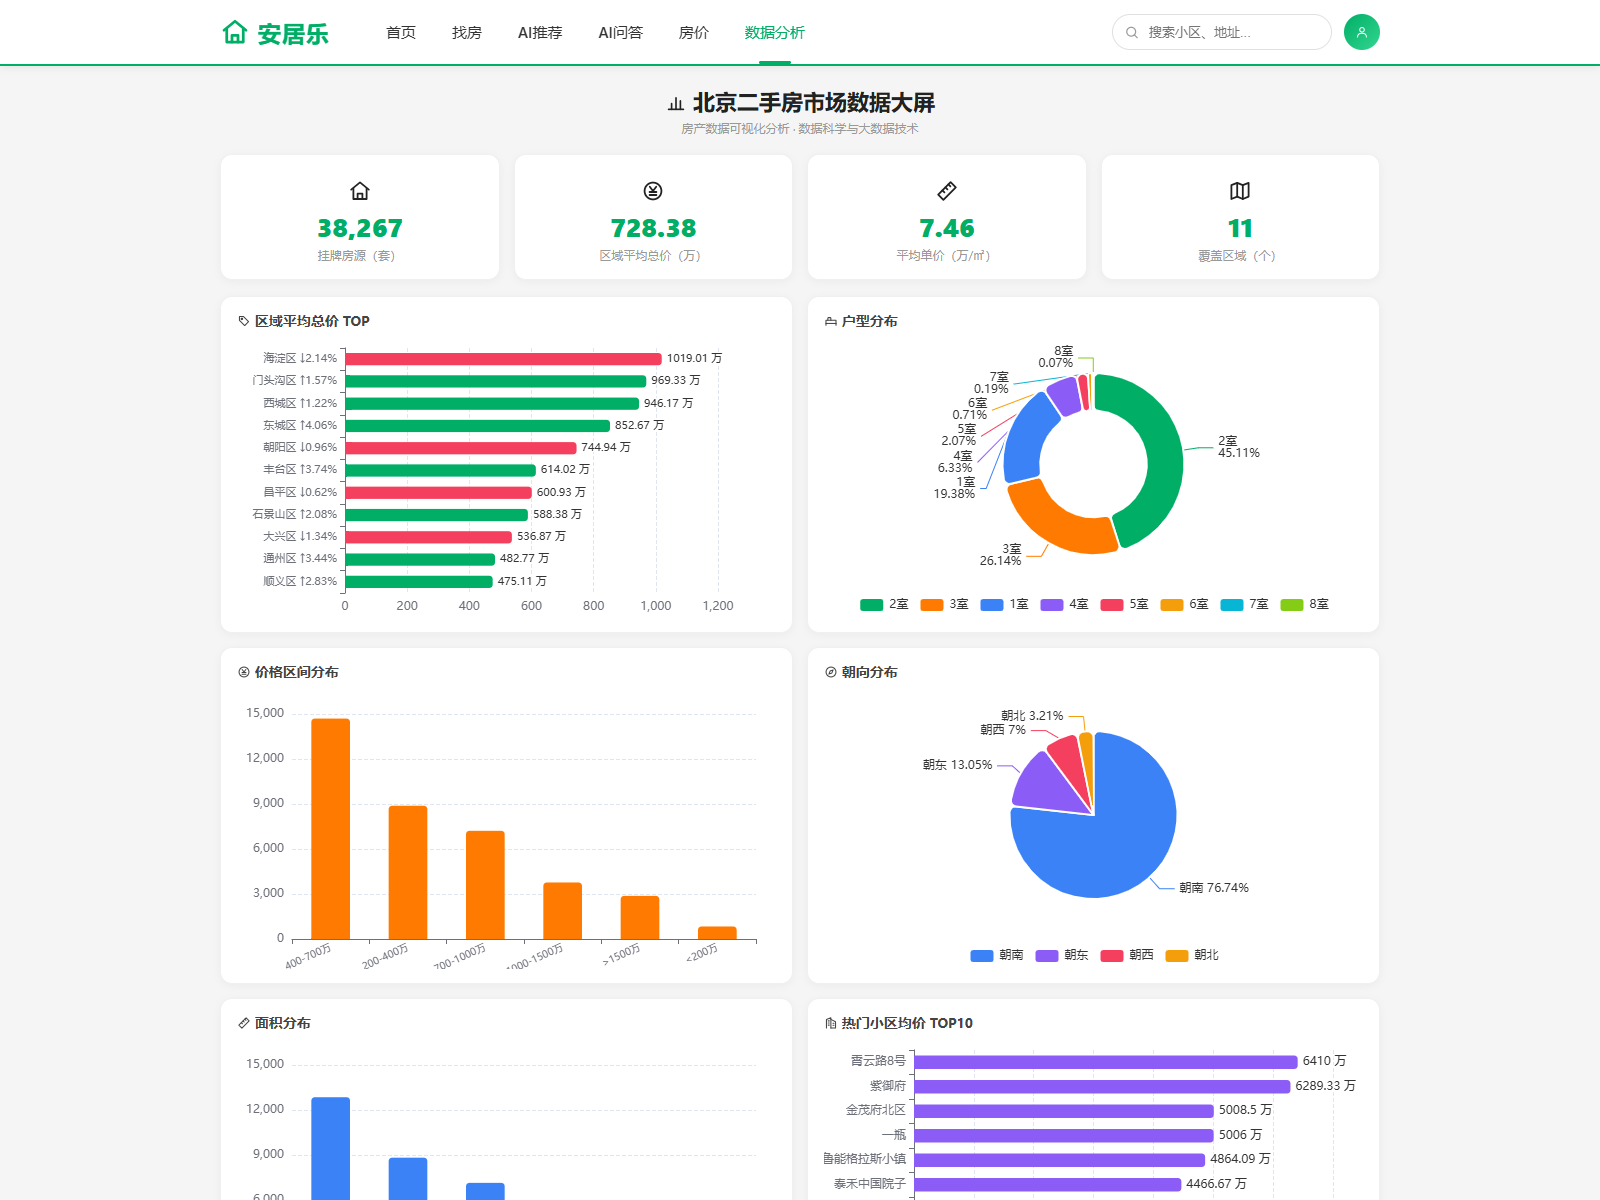 安居乐
首页
找房
AI推荐
AI问答
房价
数据分析
搜索小区、地址...
北京二手房市场数据大屏
房产数据可视化分析 · 数据科学与大数据技术
38,267
挂牌房源（套）
728.38
区域平均总价（万）
7.46
平均单价（万/㎡）
11
覆盖区域（个）
区域平均总价 TOP
海淀区 ↓2.14%
1019.01 万
门头沟区 ↑1.57%
969.33 万
西城区 ↑1.22%
946.17 万
东城区 ↑4.06%
852.67 万
朝阳区 ↓0.96%
744.94 万
丰台区 ↑3.74%
614.02 万
昌平区 ↓0.62%
600.93 万
石景山区 ↑2.08%
588.38 万
大兴区 ↓1.34%
536.87 万
通州区 ↑3.44%
482.77 万
顺义区 ↑2.83%
475.11 万
0
200
400
600
800
1,000
1,200
户型分布
8室
0.07%
7室
0.19%
6室
0.71%
5室
2.07%
4室
6.33%
1室
19.38%
3室
26.14%
2室
45.11%
2室
3室
1室
4室
5室
6室
7室
8室
价格区间分布
15,000
12,000
9,000
6,000
3,000
0
400-700万
200-400万
700-1000万
1000-1500万
>1500万
<200万
朝向分布
朝北 3.21%
朝西 7%
朝东 13.05%
朝南 76.74%
朝南
朝东
朝西
朝北
面积分布
15,000
12,000
9,000
6,000
热门小区均价 TOP10
霄云路8号
6410 万
紫御府
6289.33 万
金茂府北区
5008.5 万
一瓶
5006 万
鲁能格拉斯小镇
4864.09 万
泰禾中国院子
4466.67 万